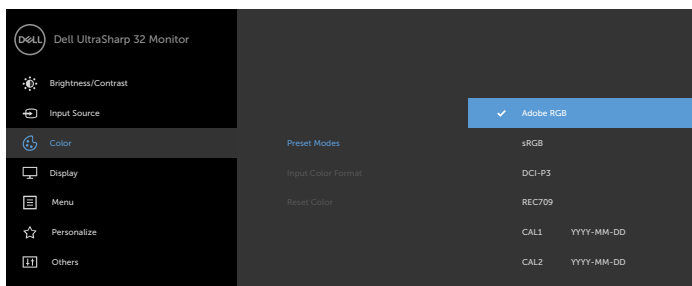 DELL Dell UltraSharp 32 Monitor
Brightness/Contrast
Input Source
Adobe RGB
Color
Preset Modes
sRGB
Display
Input Color Format
DCI-P3
Menu
Reset Color
REC709
Personalize
CAL1 YYYY-MM-DD
Others
CAL2 YYYY-MM-DD